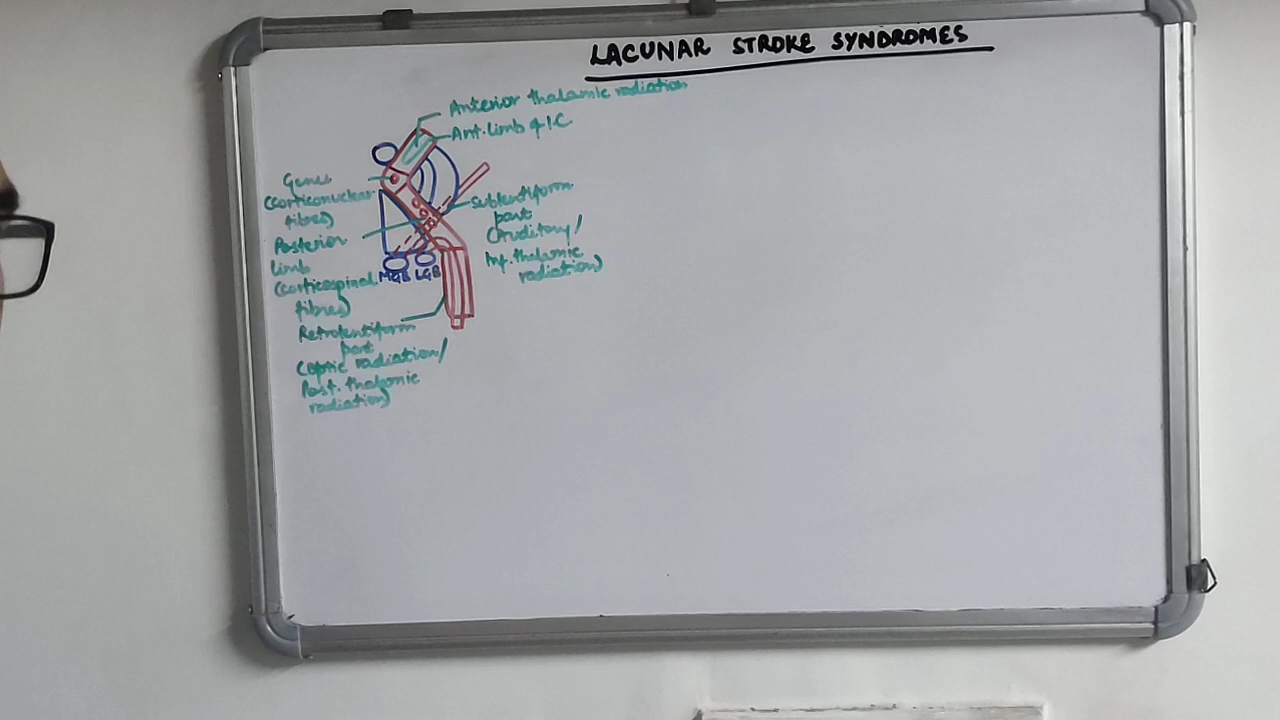 LACUNAR STROKE SYNDROMES
Anterior thalamic radiation
Ant. limb of I.C.
Genu
(corticonuclear
fibres)
Posterior
limb
(corticospinal
fibres)
Sublentiform
part
(Auditory/
Inf. thalamic
radiation)
MGB LGB
Retrolentiform
part
(optic radiation/
Post. thalamic
radiation)